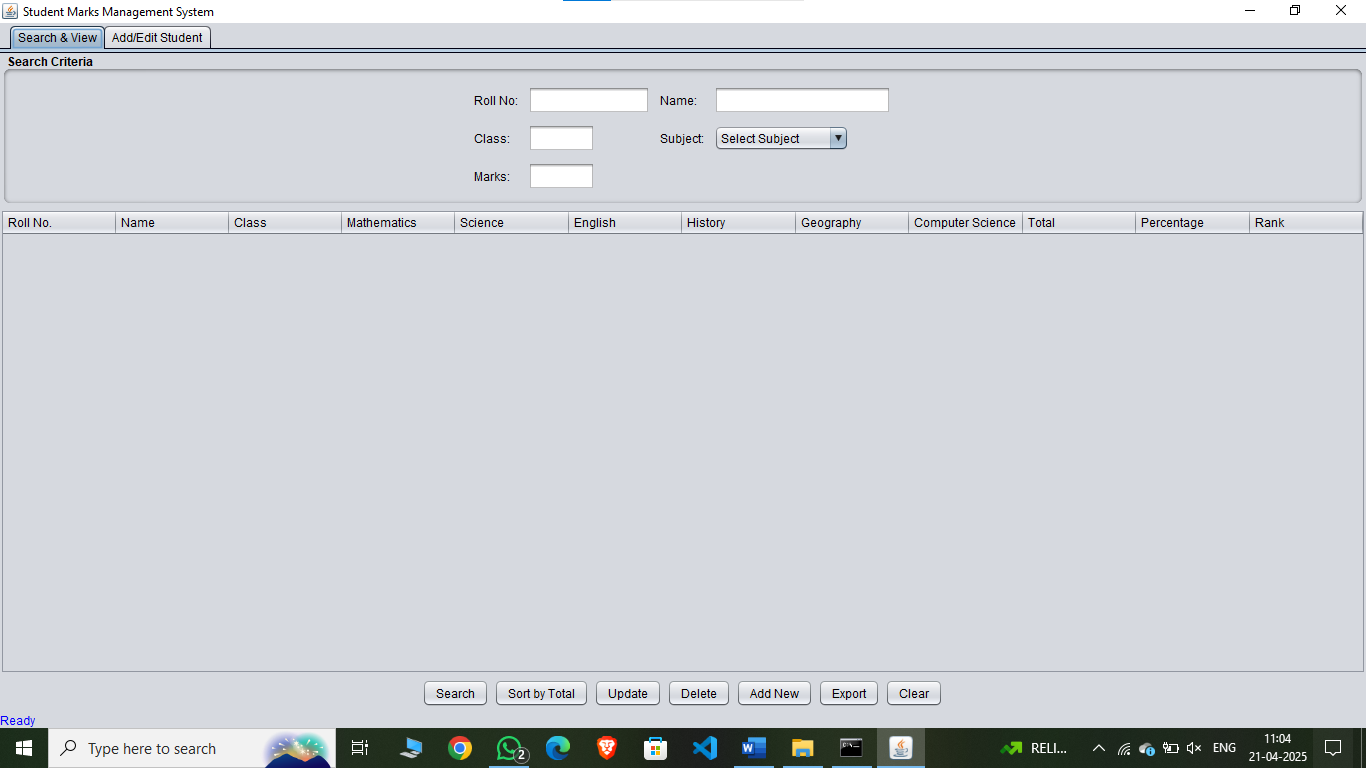 Student Marks Management System
Search & View Add/Edit Student
Search Criteria
Roll No: Name:
Class: Subject: Select Subject
Marks:
Roll No. Name Class Mathematics Science English History Geography Computer Science Total Percentage Rank
Search Sort by Total Update Delete Add New Export Clear
Ready
Type here to search 2 RELI... ENG 11:04
21-04-2025